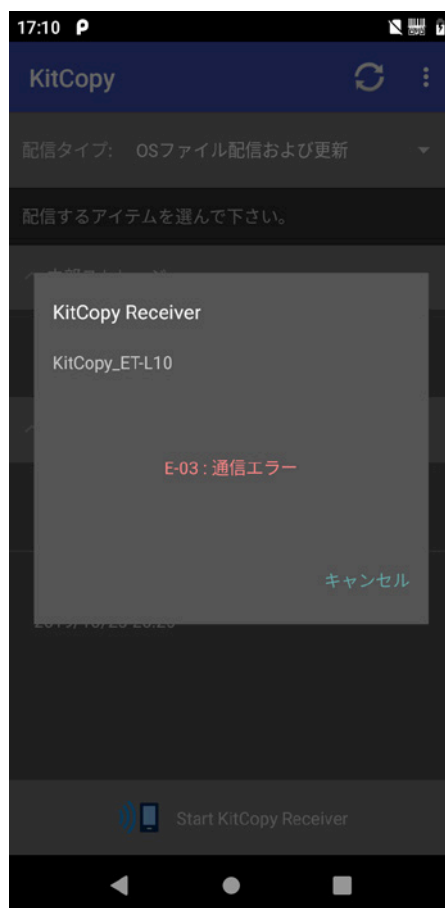 17:10
KitCopy
配信タイプ: OSファイル配信および更新
配信するアイテムを選んで下さい。
KitCopy Receiver
KitCopy_ET-L10
E-03 : 通信エラー
キャンセル
Start KitCopy Receiver